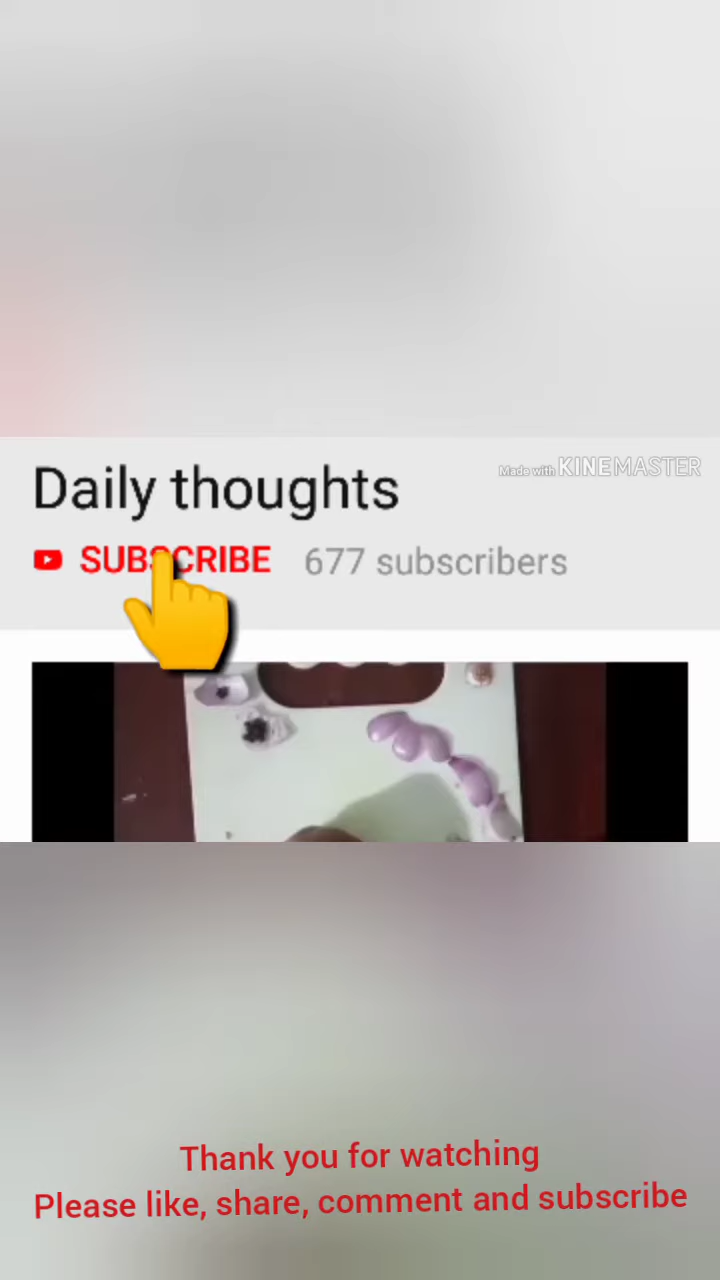 Daily thoughts
Made with KINEMASTER
SUBSCRIBE 677 subscribers
Thank you for watching
Please like, share, comment and subscribe